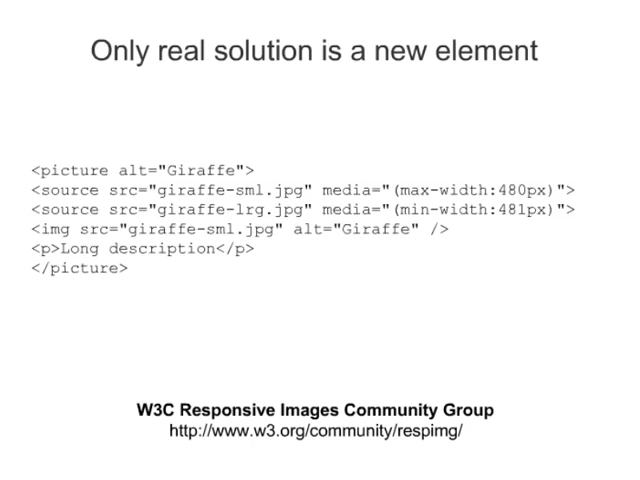 Only real solution is a new element
<picture alt="Giraffe">
<source src="giraffe-sml.jpg" media="(max-width:480px)">
<source src="giraffe-lrg.jpg" media="(min-width:481px)">
<img src="giraffe-sml.jpg" alt="Giraffe" />
<p>Long description</p>
</picture>
W3C Responsive Images Community Group
http://www.w3.org/community/respimg/